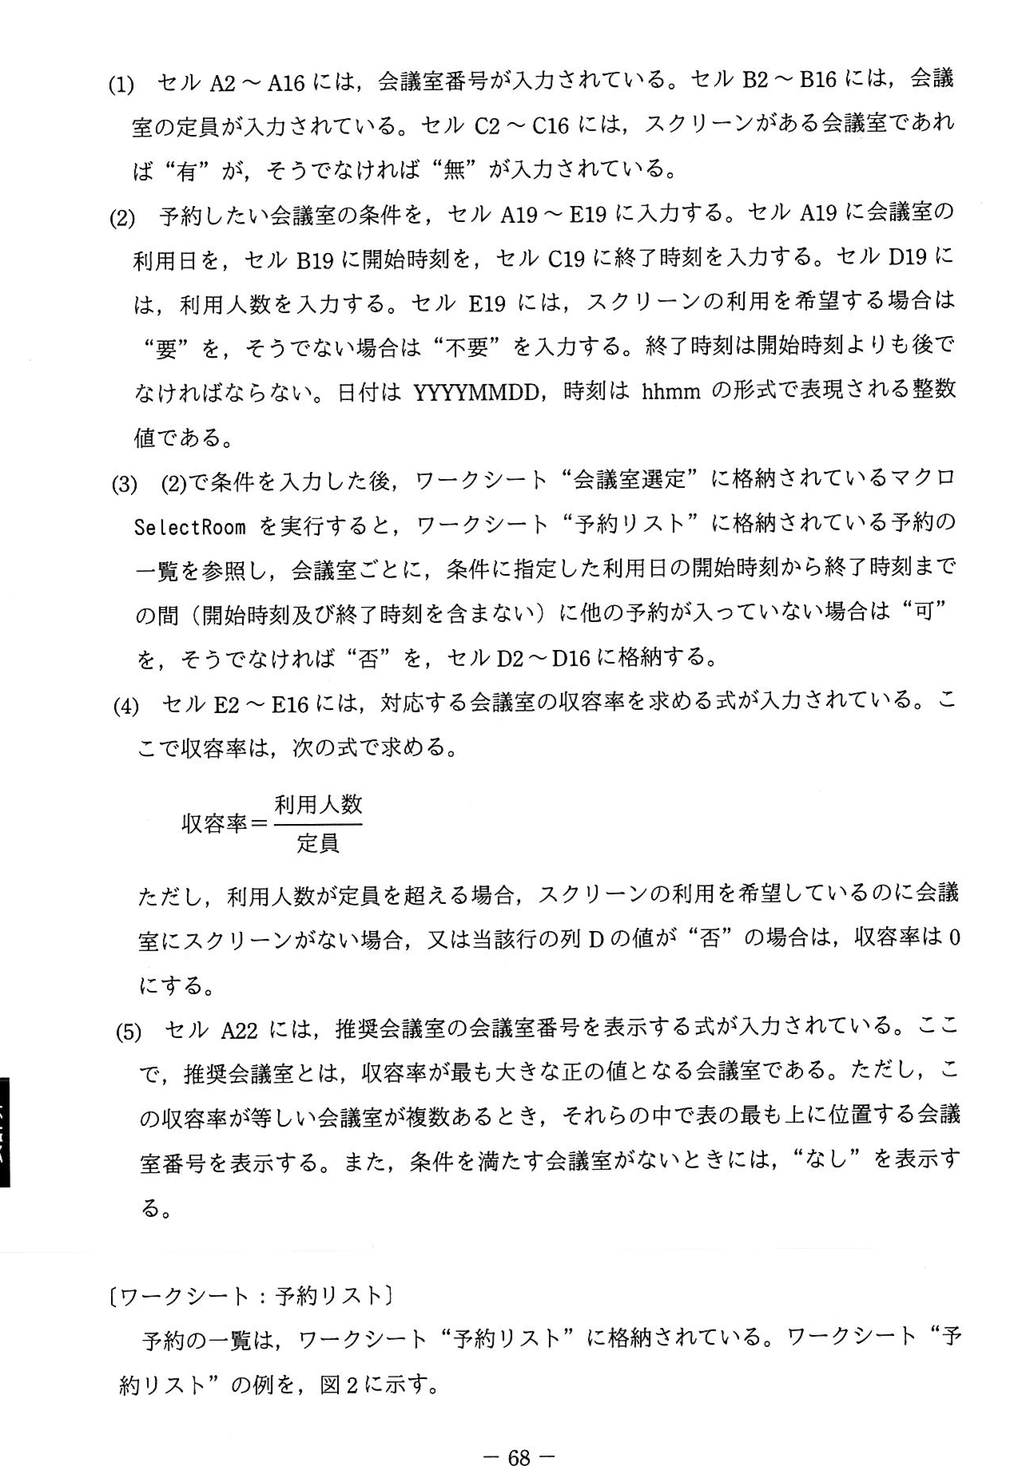 (1) セル A2 ~ A16 には，会議室番号が入力されている。セル B2 ~ B16 には，会議
室の定員が入力されている。セル C2 ~ C16 には，スクリーンがある会議室であれ
ば“有”が，そうでなければ“無”が入力されている。
(2) 予約したい会議室の条件を，セル A19 ~ E19 に入力する。セル A19 に会議室の
利用日を，セル B19 に開始時刻を，セル C19 に終了時刻を入力する。セル D19 に
は，利用人数を入力する。セル E19 には，スクリーンの利用を希望する場合は
“要”を，そうでない場合は“不要”を入力する。終了時刻は開始時刻よりも後で
なければならない。日付は YYYYMMDD，時刻は hhmm の形式で表現される整数
値である。
(3) (2)で条件を入力した後，ワークシート“会議室選定”に格納されているマクロ
SelectRoom を実行すると，ワークシート“予約リスト”に格納されている予約の
一覧を参照し，会議室ごとに，条件に指定した利用日の開始時刻から終了時刻まで
の間（開始時刻及び終了時刻を含まない）に他の予約が入っていない場合は“可”
を，そうでなければ“否”を，セル D2~D16 に格納する。
(4) セル E2 ~ E16 には，対応する会議室の収容率を求める式が入力されている。こ
こで収容率は，次の式で求める。
利用人数
収容率＝
定員
ただし，利用人数が定員を超える場合，スクリーンの利用を希望しているのに会議
室にスクリーンがない場合，又は当該行の列 D の値が“否”の場合は，収容率は 0
にする。
(5) セル A22 には，推奨会議室の会議室番号を表示する式が入力されている。ここ
で，推奨会議室とは，収容率が最も大きな正の値となる会議室である。ただし，こ
の収容率が等しい会議室が複数あるとき，それらの中で表の最も上に位置する会議
室番号を表示する。また，条件を満たす会議室がないときには，“なし”を表示す
る。
〔ワークシート：予約リスト〕
予約の一覧は，ワークシート“予約リスト”に格納されている。ワークシート“予
約リスト”の例を，図 2 に示す。
— 68 —